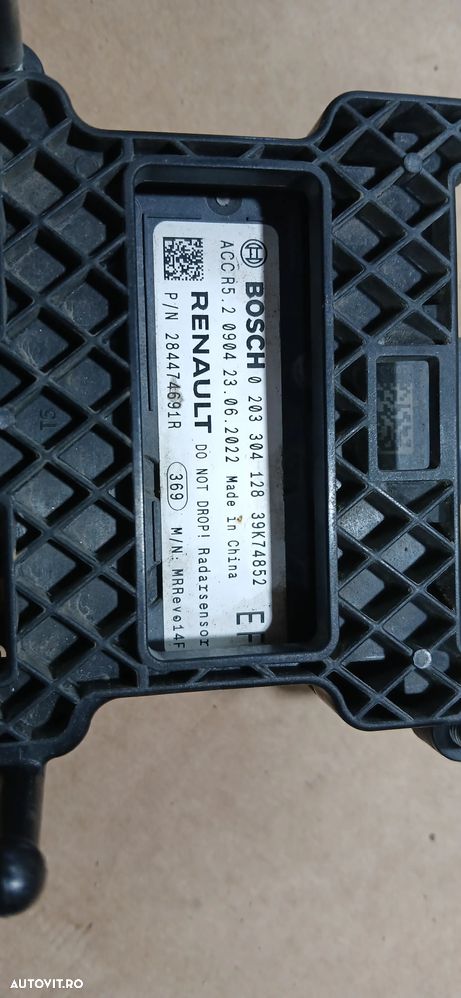 BOSCH 0 203 304 128 39K74852
ACC.R5.2 0904 23.06.2022 Made in China
RENAULT DO NOT DROP! Radarsensor
P/N 284474691R 369 M/N: MRRevo14F
AUTOVIT.RO